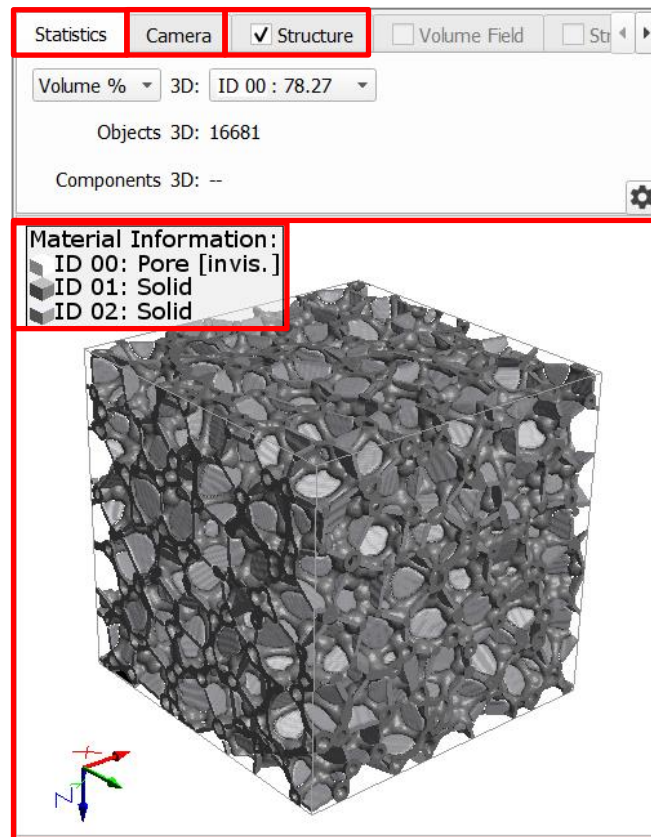 Statistics Camera Structure Volume Field Str
Volume % 3D: ID 00 : 78.27
Objects 3D: 16681
Components 3D: --
Material Information:
ID 00: Pore [invis.]
ID 01: Solid
ID 02: Solid
X
Z